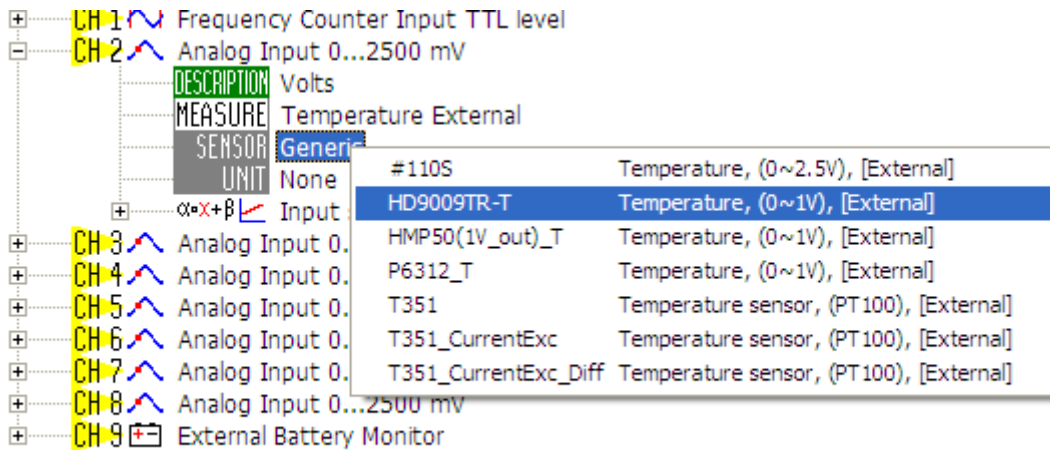 CH 1 Frequency Counter Input TTL level
CH 2 Analog Input 0...2500 mV
DESCRIPTION Volts
MEASURE Temperature External
SENSOR Generic
UNIT None
α∗X+β Input
#110S Temperature, (0~2.5V), [External]
HD9009TR-T Temperature, (0~1V), [External]
HMP50(1V_out)_T Temperature, (0~1V), [External]
P6312_T Temperature, (0~1V), [External]
T351 Temperature sensor, (PT100), [External]
T351_CurrentExc Temperature sensor, (PT100), [External]
T351_CurrentExc_Diff Temperature sensor, (PT100), [External]
CH 3 Analog Input 0.
CH 4 Analog Input 0.
CH 5 Analog Input 0.
CH 6 Analog Input 0.
CH 7 Analog Input 0.
CH 8 Analog Input 0...2500 mV
CH 9 External Battery Monitor